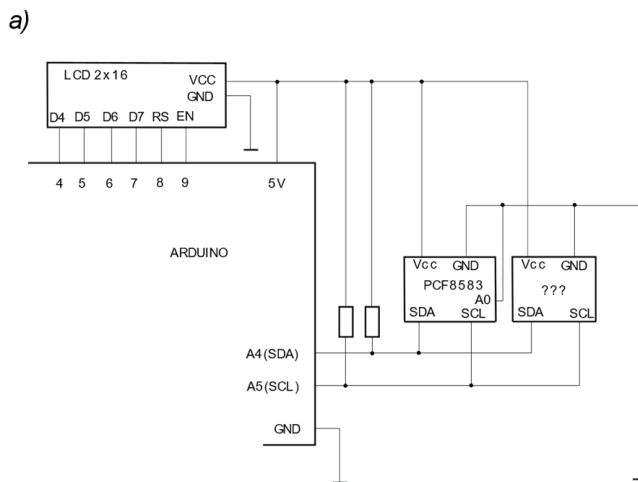 a)
LCD 2x16
VCC
GND
D4 D5 D6 D7 RS EN
4 5 6 7 8 9 5V
ARDUINO
Vcc GND
PCF8583
A0
SDA SCL
Vcc GND
???
SDA SCL
A4(SDA)
A5(SCL)
GND